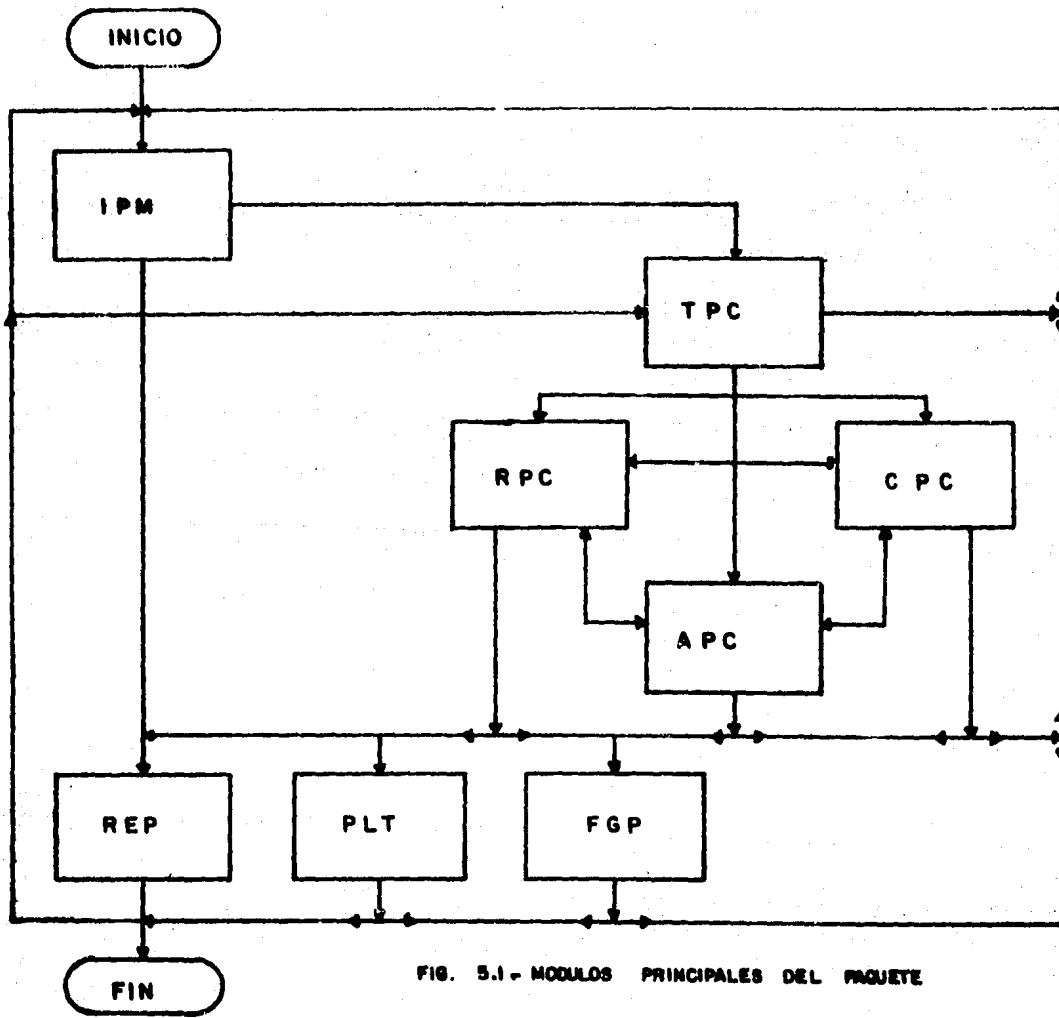 INICIO
IPM
TPC
RPC
CPC
APC
REP
PLT
FGP
FIN
FIG. 5.1- MODULOS PRINCIPALES DEL PAQUETE